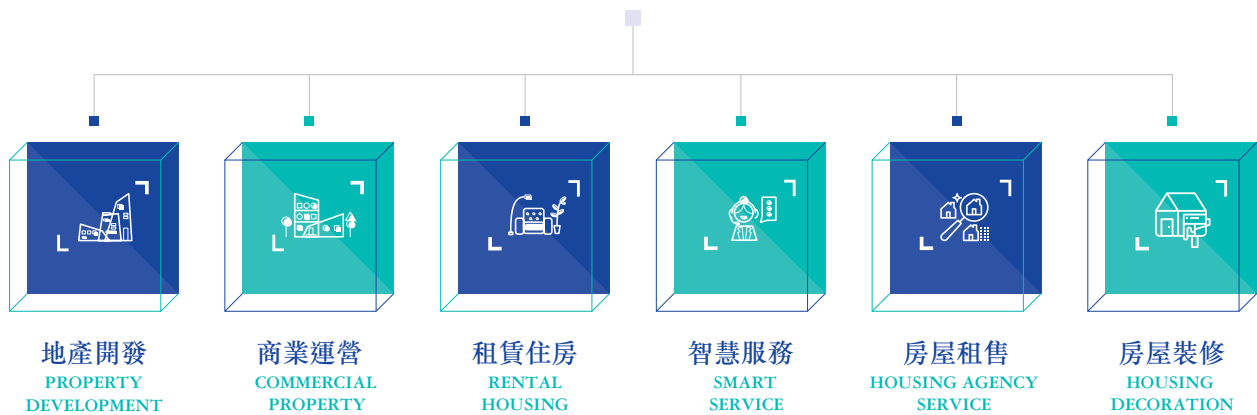 地產開發
PROPERTY
DEVELOPMENT
商業運營
COMMERCIAL
PROPERTY
租賃住房
RENTAL
HOUSING
智慧服務
SMART
SERVICE
房屋租售
HOUSING AGENCY
SERVICE
房屋裝修
HOUSING
DECORATION